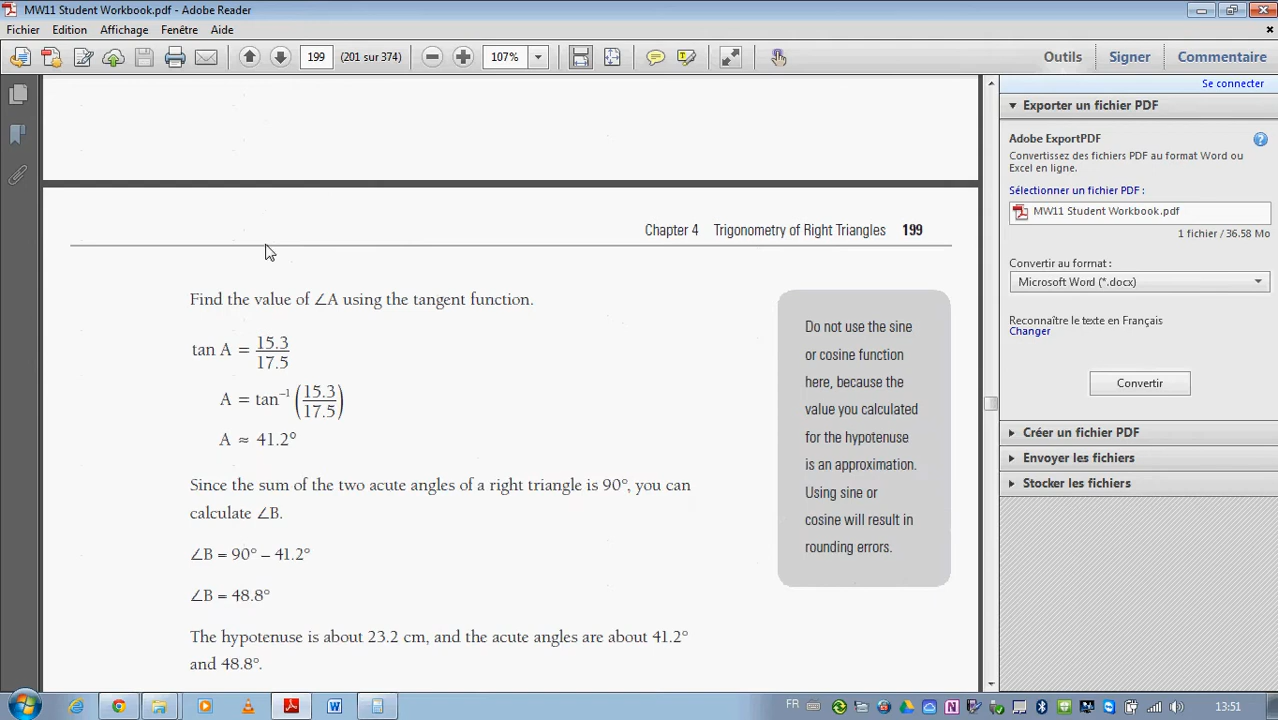 MW11 Student Workbook.pdf - Adobe Reader
Fichier Edition Affichage Fenêtre Aide
199 (201 sur 374) 107% Outils Signer Commentaire
Se connecter
Exporter un fichier PDF
Adobe ExportPDF
Convertissez des fichiers PDF au format Word ou
Excel en ligne.
Sélectionner un fichier PDF :
MW11 Student Workbook.pdf
1 fichier / 36.58 Mo
Convertir au format :
Microsoft Word (*.docx)
Reconnaître le texte en Français
Changer
Convertir
Créer un fichier PDF
Envoyer les fichiers
Stocker les fichiers
Chapter 4 Trigonometry of Right Triangles 199
Find the value of ∠A using the tangent function.
tan A = 15.3/17.5
A = tan⁻¹ (15.3/17.5)
A ≈ 41.2°
Since the sum of the two acute angles of a right triangle is 90°, you can
calculate ∠B.
∠B = 90° – 41.2°
∠B = 48.8°
The hypotenuse is about 23.2 cm, and the acute angles are about 41.2°
and 48.8°.
Do not use the sine
or cosine function
here, because the
value you calculated
for the hypotenuse
is an approximation.
Using sine or
cosine will result in
rounding errors.
FR 13:51